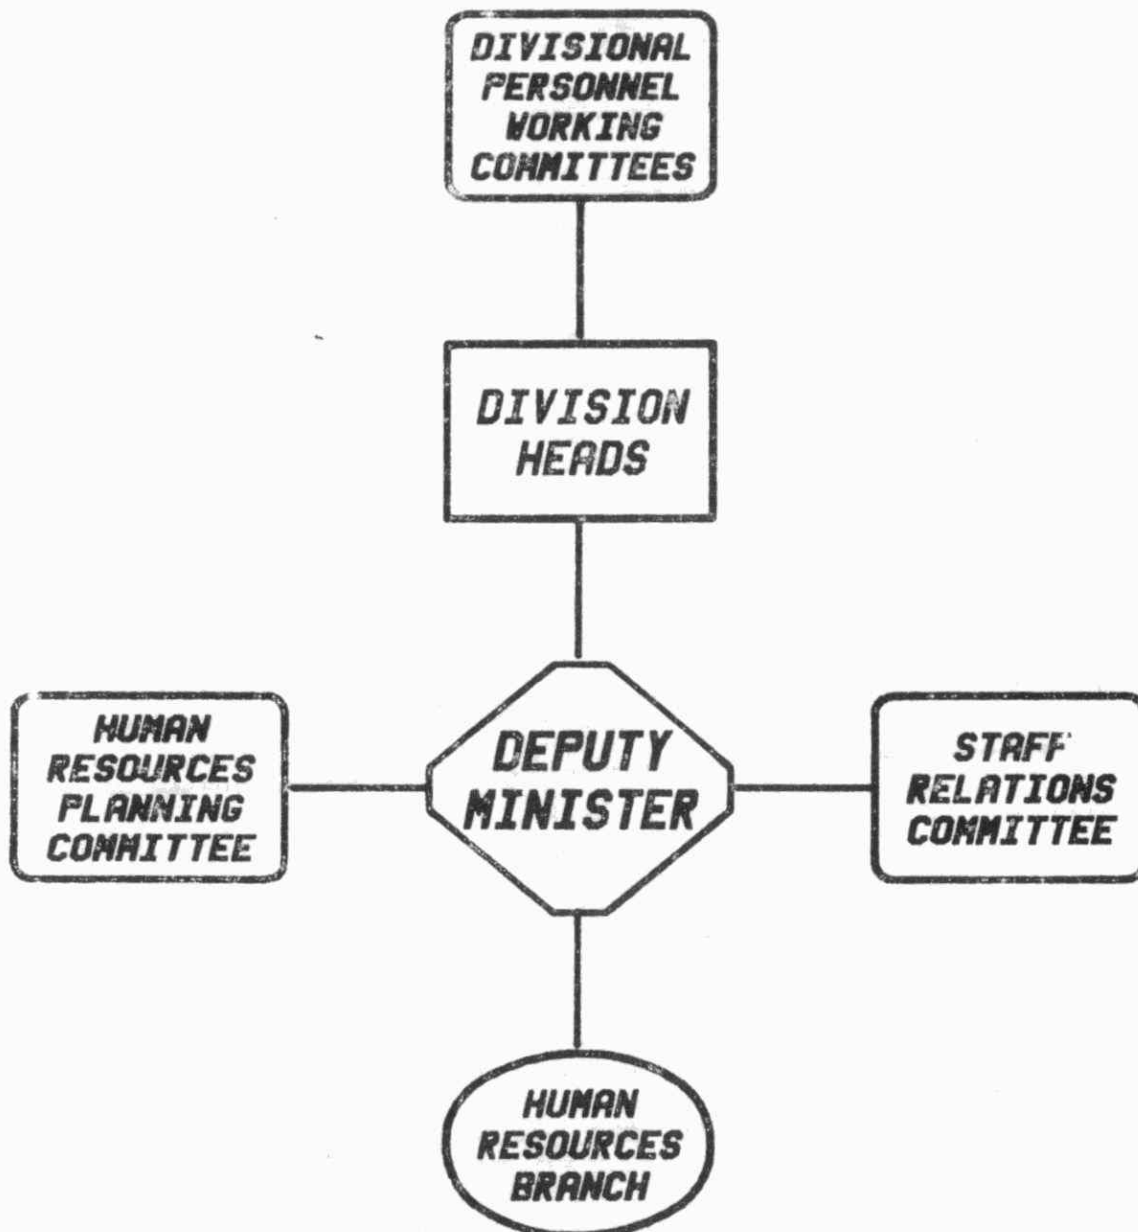 DIVISIONAL
PERSONNEL
WORKING
COMMITTEES
DIVISION
HEADS
HUMAN
RESOURCES
PLANNING
COMMITTEE
DEPUTY
MINISTER
STAFF
RELATIONS
COMMITTEE
HUMAN
RESOURCES
BRANCH